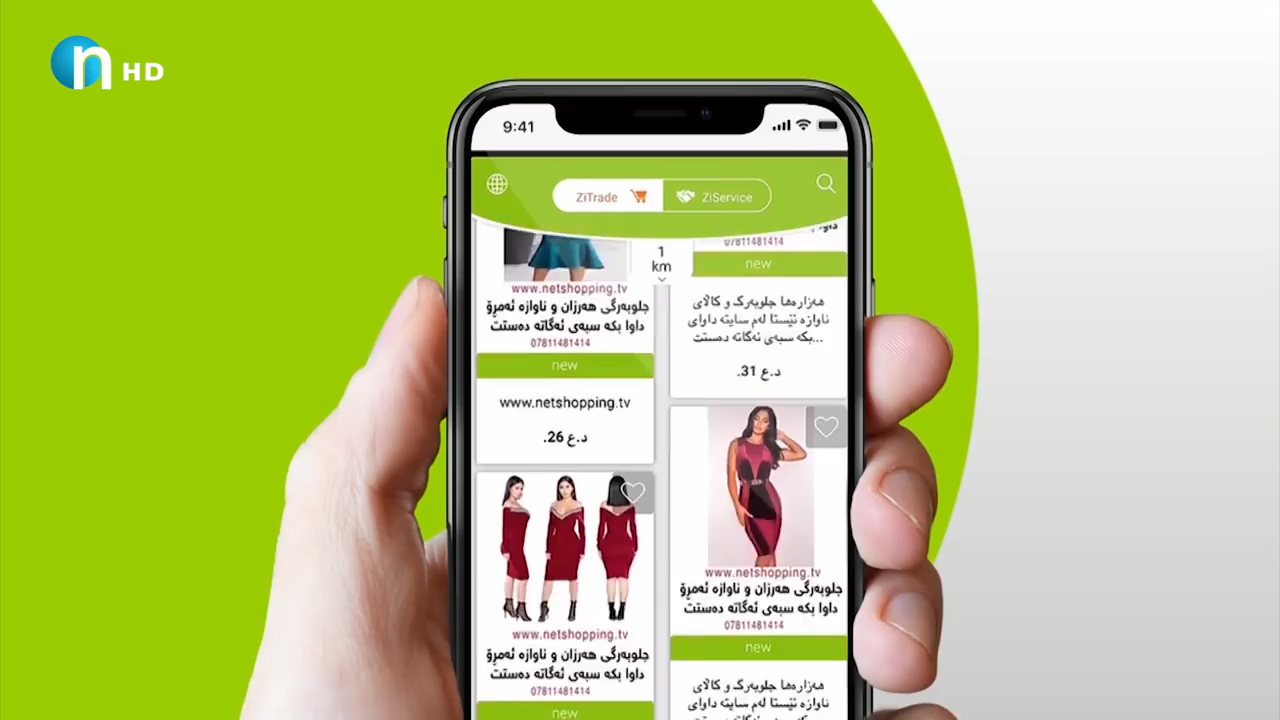 n HD
9:41
ZiTrade
ZiService
1
km
www.netshopping.tv
جلوبەرگی هەرزان و ناوازە ئەمڕۆ
داوا بکە سبەی ئەگاتە دەستت
07811481414
new
www.netshopping.tv
26. د.ع
www.netshopping.tv
جلوبەرگی هەرزان و ناوازە ئەمڕۆ
داوا بکە سبەی ئەگاتە دەستت
07811481414
new
07811481414
new
هەزارەها جلوبەرگ و کالآی
ناوازە ئێستا لەم سایتە داوای
بکە سبەی ئەگاتە دەستت...
31. د.ع
www.netshopping.tv
جلوبەرگی هەرزان و ناوازە ئەمڕۆ
داوا بکە سبەی ئەگاتە دەستت
07811481414
new
هەزارەها جلوبەرگ و کالآی
ناوازە ئێستا لەم سایتە داوای